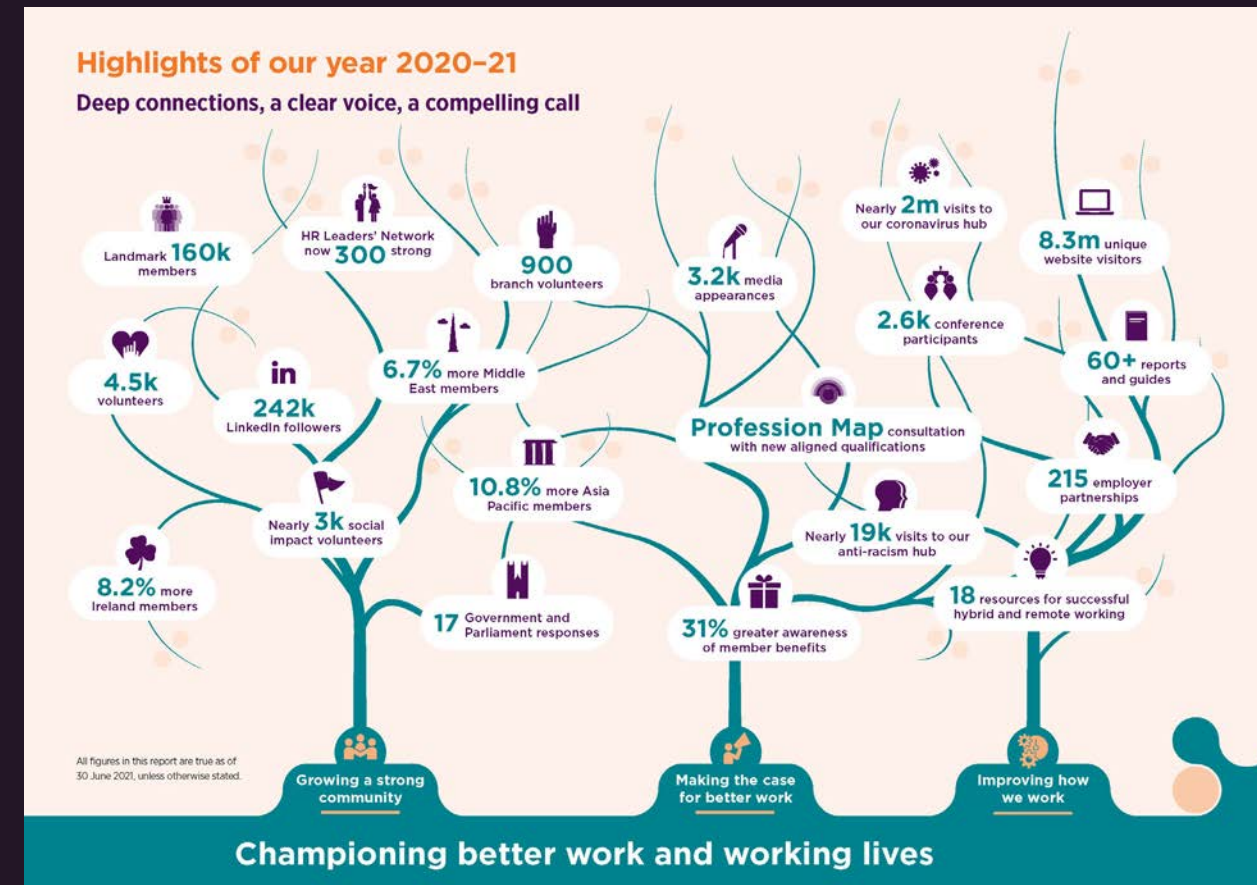 Highlights of our year 2020–21
Deep connections, a clear voice, a compelling call
Landmark 160k
members
HR Leaders' Network
now 300 strong
900
branch volunteers
3.2k media
appearances
Nearly 2m visits to
our coronavirus hub
8.3m unique
website visitors
4.5k
volunteers
in
242k
LinkedIn followers
6.7% more Middle
East members
2.6k conference
participants
60+ reports
and guides
Profession Map consultation
with new aligned qualifications
Nearly 3k social
impact volunteers
10.8% more Asia
Pacific members
215 employer
partnerships
Nearly 19k visits to our
anti-racism hub
8.2% more
Ireland members
17 Government and
Parliament responses
31% greater awareness
of member benefits
18 resources for successful
hybrid and remote working
All figures in this report are true as of
30 June 2021, unless otherwise stated.
Growing a strong
community
Making the case
for better work
Improving how
we work
Championing better work and working lives